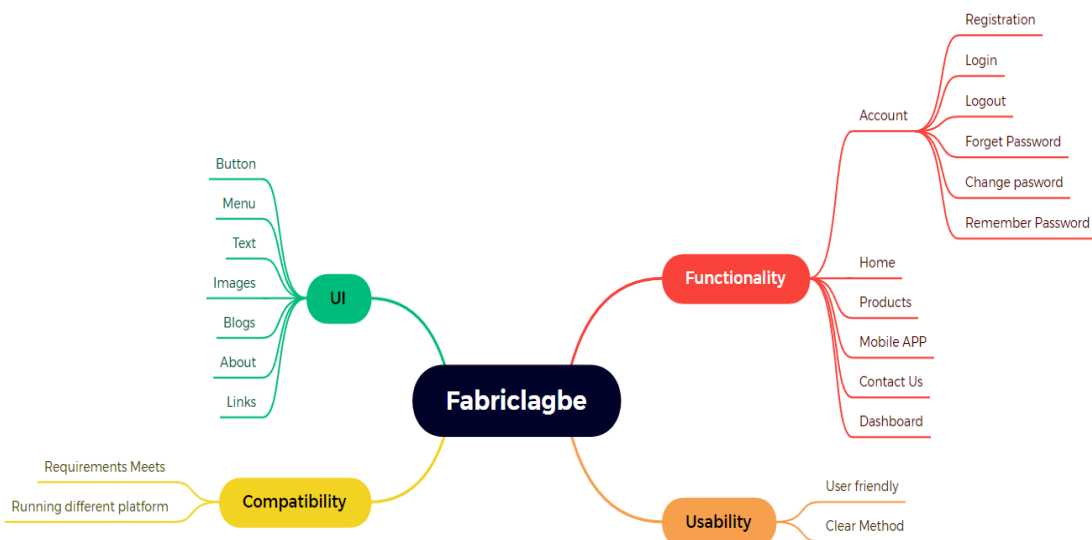 Fabriclagbe
Functionality
Account
Registration
Login
Logout
Forget Password
Change pasword
Remember Password
Home
Products
Mobile APP
Contact Us
Dashboard
Usability
User friendly
Clear Method
UI
Button
Menu
Text
Images
Blogs
About
Links
Compatibility
Requirements Meets
Running different platform